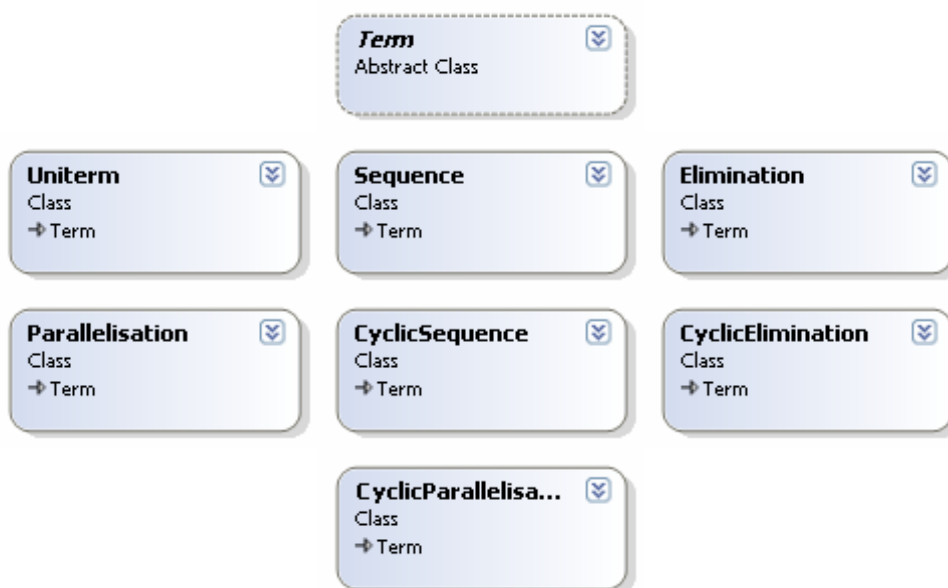 Term
Abstract Class
Uniterm
Class
Term
Sequence
Class
Term
Elimination
Class
Term
Parallelisation
Class
Term
CyclicSequence
Class
Term
CyclicElimination
Class
Term
CyclicParallelisa...
Class
Term